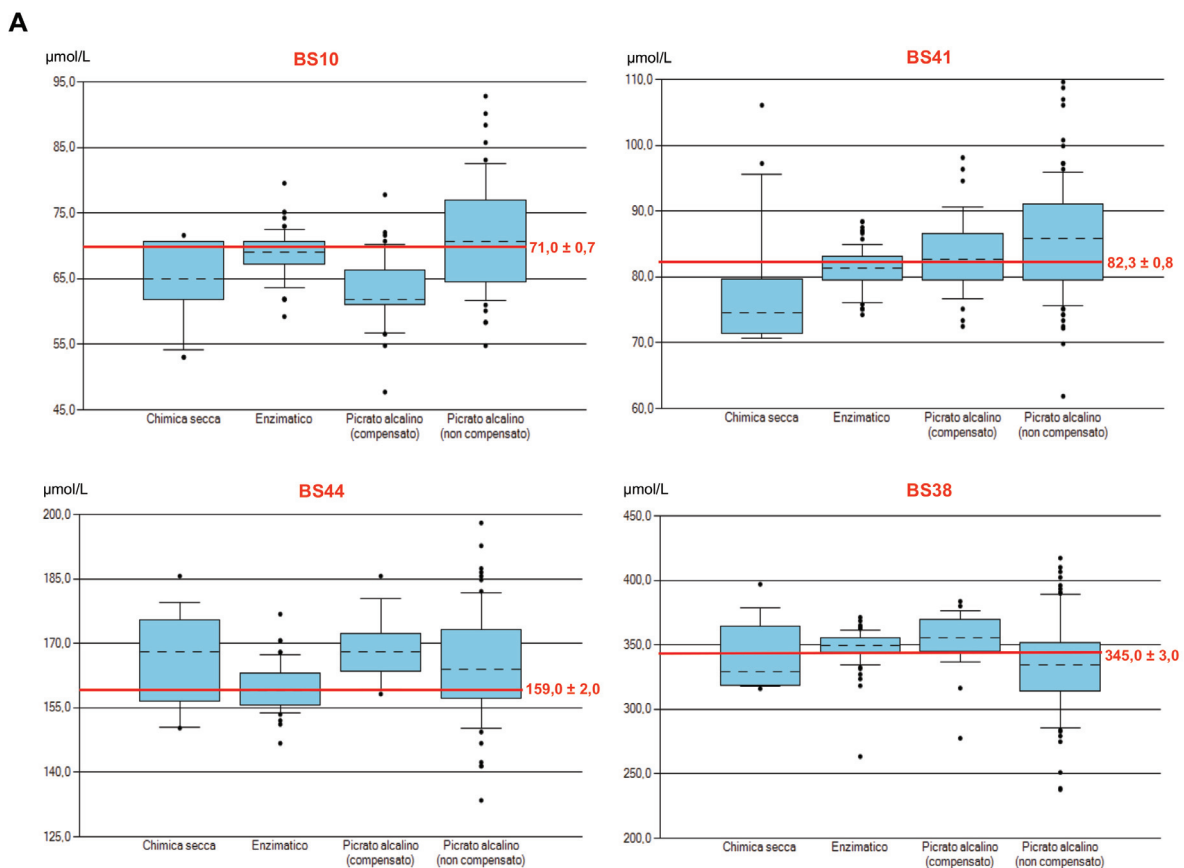 A
µmol/L
BS10
95,0
85,0
75,0
65,0
55,0
45,0
71,0 ± 0,7
Chimica secca
Enzimatico
Picrato alcalino
(compensato)
Picrato alcalino
(non compensato)
µmol/L
BS41
110,0
100,0
90,0
80,0
70,0
60,0
82,3 ± 0,8
Chimica secca
Enzimatico
Picrato alcalino
(compensato)
Picrato alcalino
(non compensato)
µmol/L
BS44
200,0
185,0
170,0
155,0
140,0
125,0
159,0 ± 2,0
Chimica secca
Enzimatico
Picrato alcalino
(compensato)
Picrato alcalino
(non compensato)
µmol/L
BS38
450,0
400,0
350,0
300,0
250,0
200,0
345,0 ± 3,0
Chimica secca
Enzimatico
Picrato alcalino
(compensato)
Picrato alcalino
(non compensato)